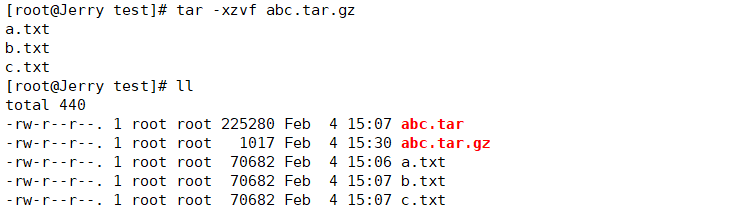 [root@Jerry test]# tar -xzvf abc.tar.gz
a.txt
b.txt
c.txt
[root@Jerry test]# ll
total 440
-rw-r--r--. 1 root root 225280 Feb  4 15:07 abc.tar
-rw-r--r--. 1 root root   1017 Feb  4 15:30 abc.tar.gz
-rw-r--r--. 1 root root  70682 Feb  4 15:06 a.txt
-rw-r--r--. 1 root root  70682 Feb  4 15:07 b.txt
-rw-r--r--. 1 root root  70682 Feb  4 15:07 c.txt